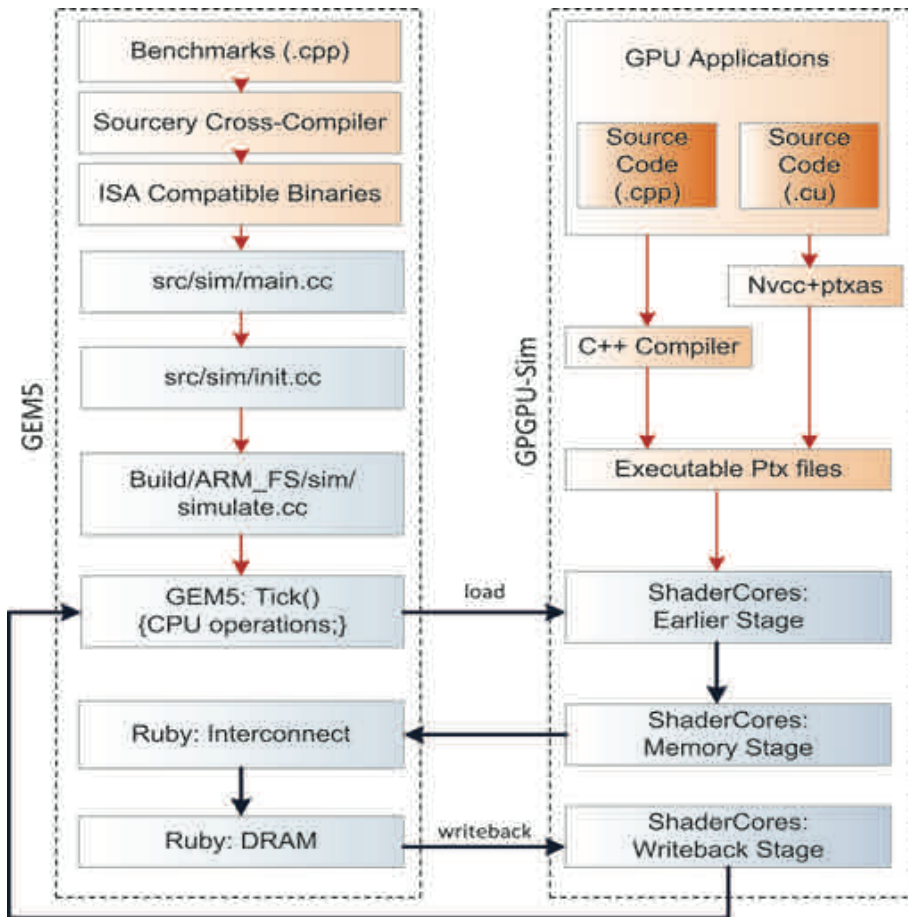 GEM5
Benchmarks (.cpp)
Sourcery Cross-Compiler
ISA Compatible Binaries
src/sim/main.cc
src/sim/init.cc
Build/ARM_FS/sim/
simulate.cc
GEM5: Tick()
{CPU operations;}
Ruby: Interconnect
Ruby: DRAM
load
writeback
GPGPU-Sim
GPU Applications
Source
Code
(.cpp)
Source
Code
(.cu)
Nvcc+ptxas
C++ Compiler
Executable Ptx files
ShaderCores:
Earlier Stage
ShaderCores:
Memory Stage
ShaderCores:
Writeback Stage